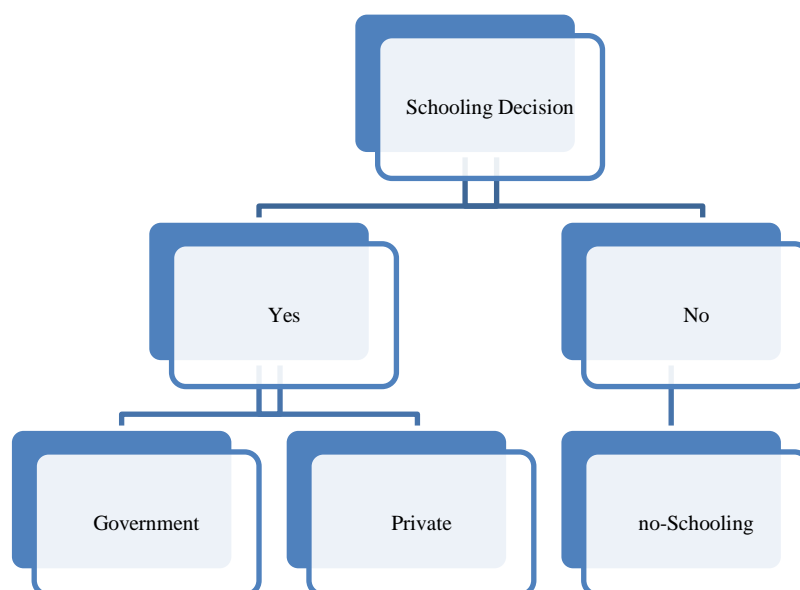 Schooling Decision
Yes
No
Government
Private
no-Schooling